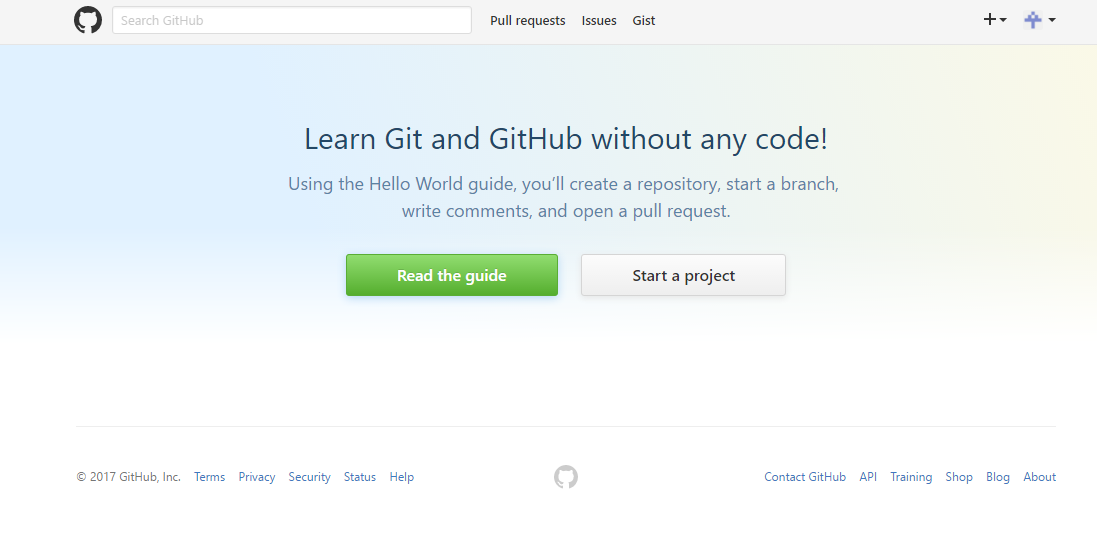 Search GitHub Pull requests Issues Gist
Learn Git and GitHub without any code!
Using the Hello World guide, you’ll create a repository, start a branch,
write comments, and open a pull request.
Read the guide Start a project
© 2017 GitHub, Inc. Terms Privacy Security Status Help Contact GitHub API Training Shop Blog About